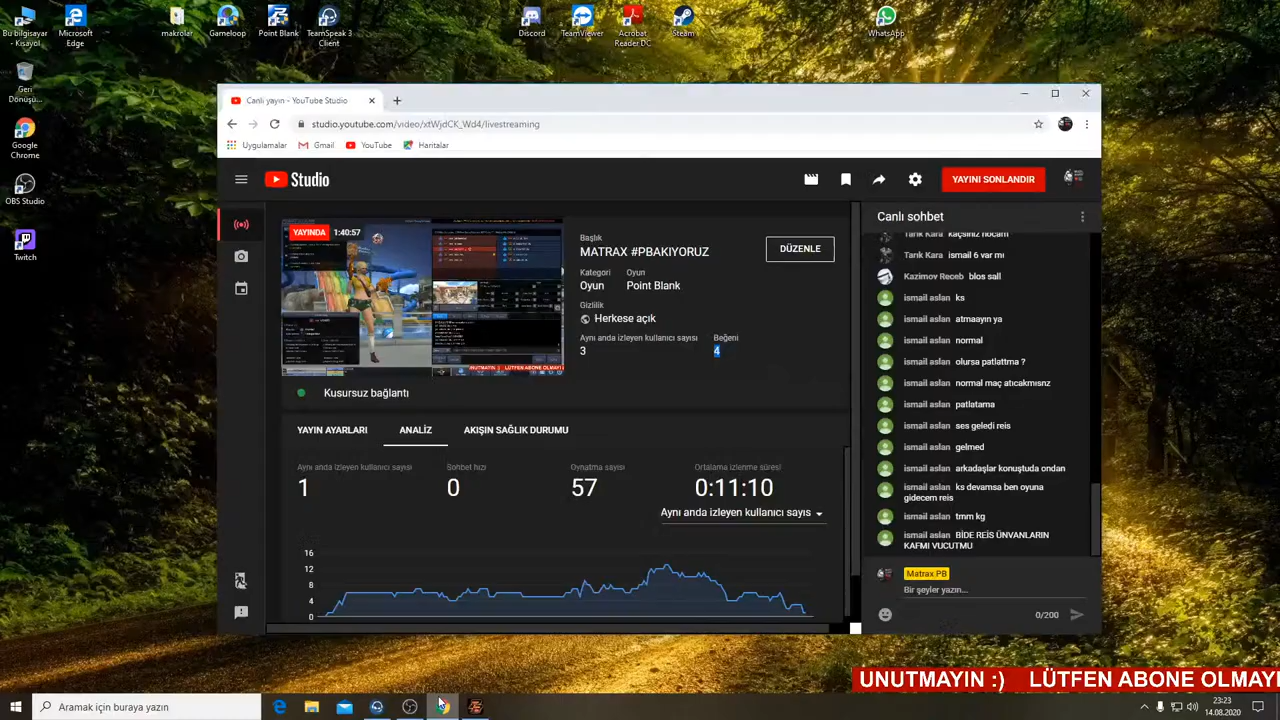 Bu bilgisayar
- Kısayol
Microsoft
Edge
makrolar
Gameloop
Point Blank
TeamSpeak 3
Client
Discord
TeamViewer
Acrobat
Reader DC
Steam
WhatsApp
Geri
Dönüşü...
Google
Chrome
OBS Studio
Twitch
Canlı yayın - YouTube Studio
studio.youtube.com/video/xtWjdCK_Wd4/livestreaming
Uygulamalar
Gmail
YouTube
Haritalar
Studio
YAYINI SONLANDIR
YAYINDA 1:40:57
UNUTMAYIN :) LÜTFEN ABONE OLMAYI
Başlık
MATRAX #PBAKIYORUZ
DÜZENLE
Kategori Oyun
Oyun Point Blank
Gizlilik
Herkese açık
Aynı anda izleyen kullanıcı sayısı Beğeni
3 4
Kusursuz bağlantı
YAYIN AYARLARI ANALİZ AKIŞIN SAĞLIK DURUMU
Aynı anda izleyen kullanıcı sayısı Sohbet hızı Oynatma sayısı Ortalama izlenme süresi
1 0 57 0:11:10
Aynı anda izleyen kullanıcı sayıs
16
12
8
4
0
Canlı sohbet
Tarık Kara kaçsınız hocam
Tarık Kara ismail 6 var mı
Kazimov Receb blos sall
ismail aslan ks
ismail aslan atmaayın ya
ismail aslan normal
ismail aslan olursa patlattma ?
ismail aslan normal maç atıcakmısnz
ismail aslan patlatama
ismail aslan ses geledi reis
ismail aslan gelmed
ismail aslan arkadaşlar konuştuda ondan
ismail aslan ks devamsa ben oyuna
gidecem reis
ismail aslan tmm kg
ismail aslan BİDE REİS ÜNVANLARIN
KAFMI VUCUTMU
Matrax PB
Bir şeyler yazın...
0/200
UNUTMAYIN :) LÜTFEN ABONE OLMAYI
Aramak için buraya yazın
23:23
14.08.2020